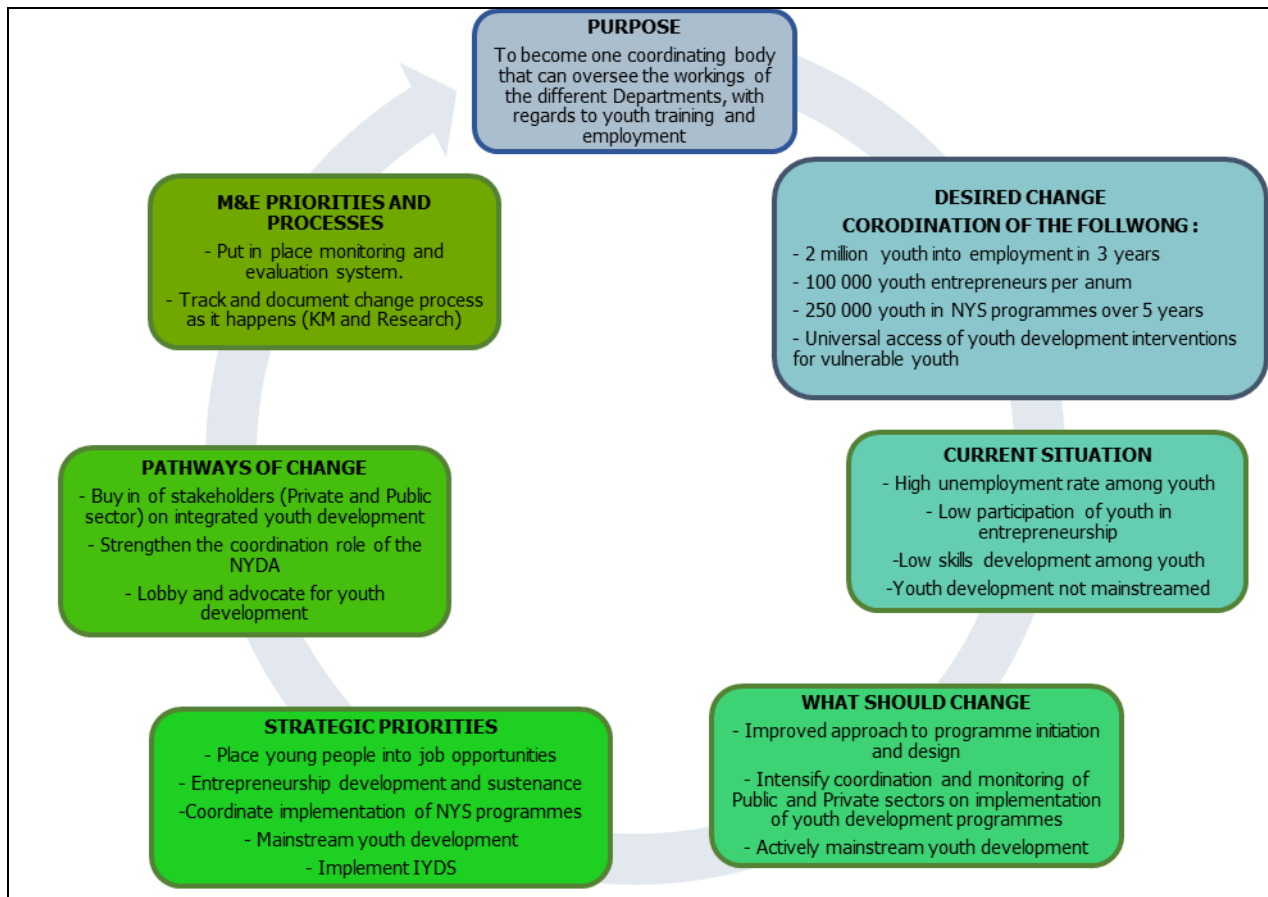 PURPOSE
To become one coordinating body
that can oversee the workings of
the different Departments, with
regards to youth training and
employment
DESIRED CHANGE
CORODINATION OF THE FOLLWONG :
- 2 million youth into employment in 3 years
- 100 000 youth entrepreneurs per anum
- 250 000 youth in NYS programmes over 5 years
- Universal access of youth development interventions
for vulnerable youth
CURRENT SITUATION
- High unemployment rate among youth
- Low participation of youth in
entrepreneurship
-Low skills development among youth
-Youth development not mainstreamed
WHAT SHOULD CHANGE
- Improved approach to programme initiation
and design
- Intensify coordination and monitoring of
Public and Private sectors on implementation
of youth development programmes
- Actively mainstream youth development
STRATEGIC PRIORITIES
- Place young people into job opportunities
- Entrepreneurship development and sustenance
-Coordinate implementation of NYS programmes
- Mainstream youth development
- Implement IYDS
PATHWAYS OF CHANGE
- Buy in of stakeholders (Private and Public
sector) on integrated youth development
- Strengthen the coordination role of the
NYDA
- Lobby and advocate for youth
development
M&E PRIORITIES AND
PROCESSES
- Put in place monitoring and
evaluation system.
- Track and document change process
as it happens (KM and Research)